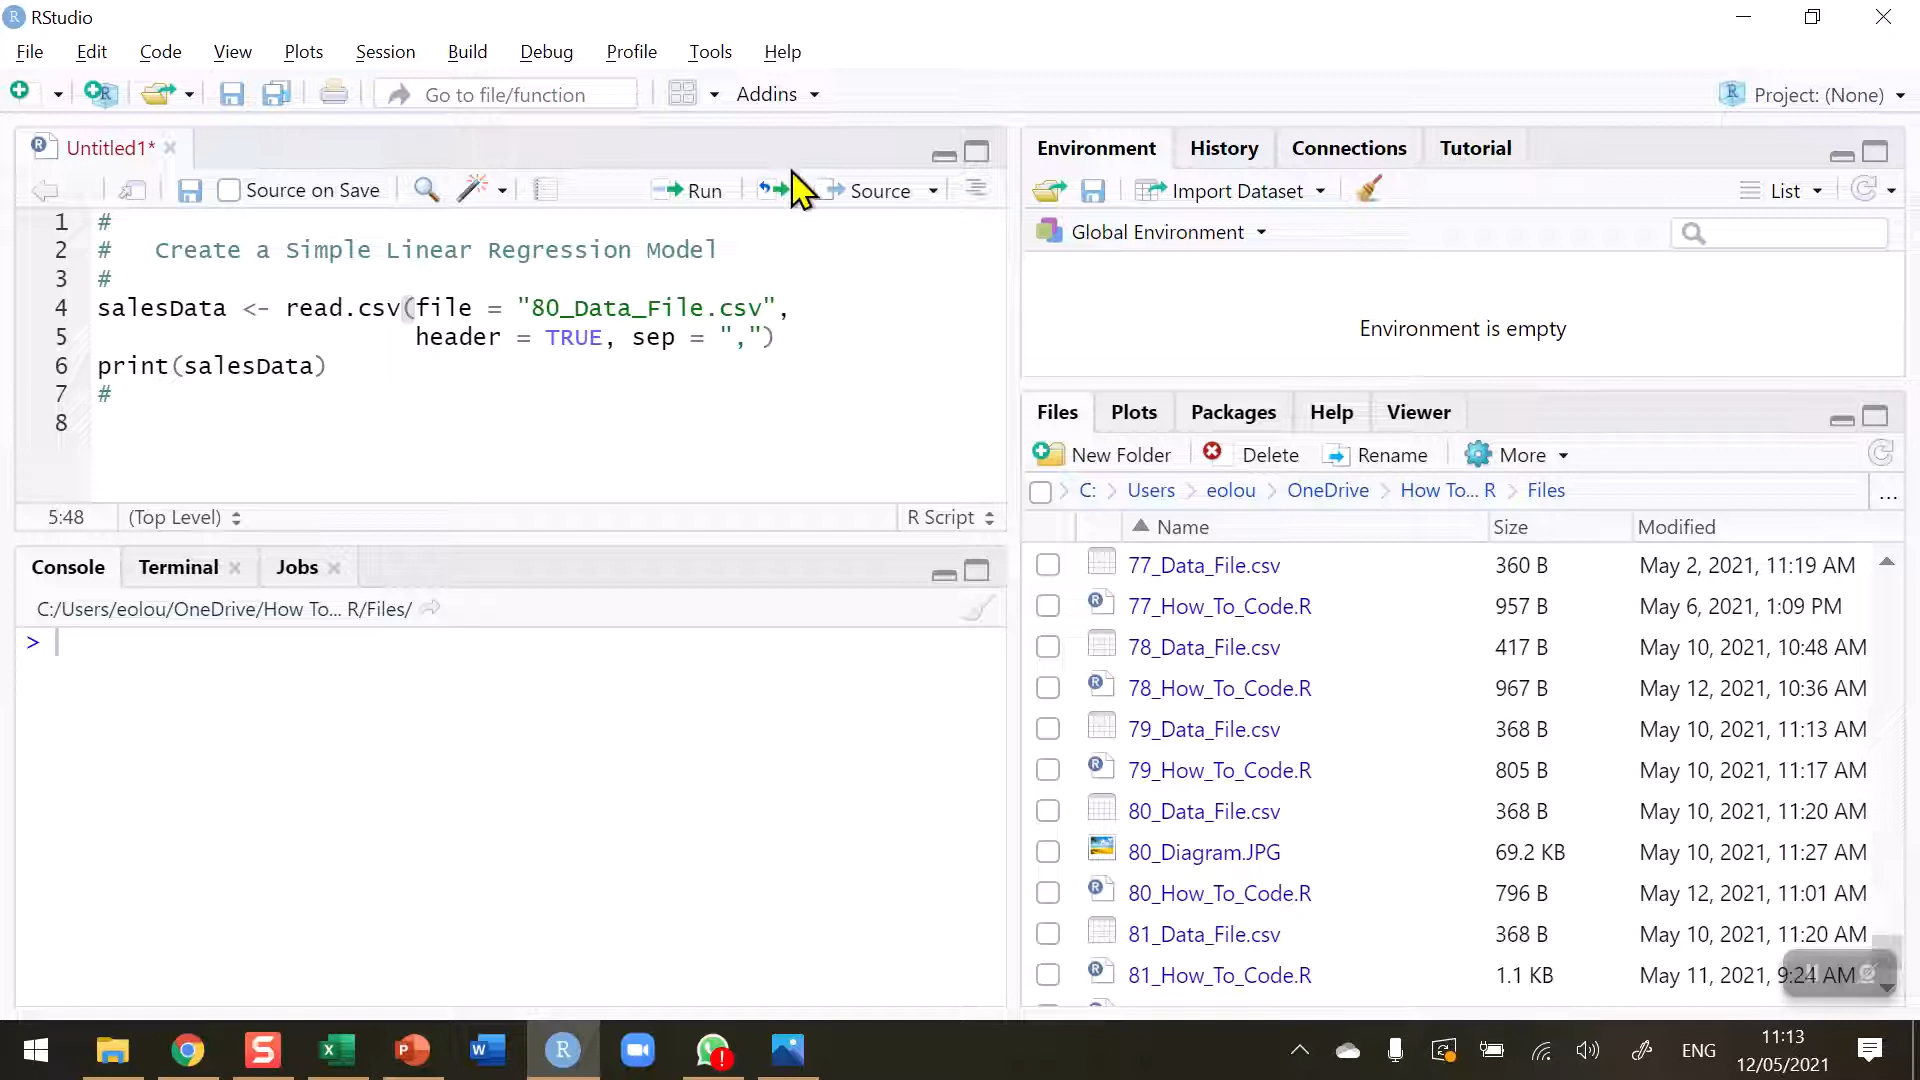 RStudio
File Edit Code View Plots Session Build Debug Profile Tools Help
Go to file/function Addins Project: (None)
Untitled1*
Source on Save Run Source
1 #
2 #   Create a Simple Linear Regression Model
3 #
4 salesData <- read.csv(file = "80_Data_File.csv",
5                       header = TRUE, sep = ",")
6 print(salesData)
7 #
8
5:48 (Top Level) R Script
Console Terminal Jobs
C:/Users/eolou/OneDrive/How To... R/Files/
>
Environment History Connections Tutorial
Import Dataset List
Global Environment
Environment is empty
Files Plots Packages Help Viewer
New Folder Delete Rename More
C: Users eolou OneDrive How To... R Files ...
Name Size Modified
77_Data_File.csv 360 B May 2, 2021, 11:19 AM
77_How_To_Code.R 957 B May 6, 2021, 1:09 PM
78_Data_File.csv 417 B May 10, 2021, 10:48 AM
78_How_To_Code.R 967 B May 12, 2021, 10:36 AM
79_Data_File.csv 368 B May 10, 2021, 11:13 AM
79_How_To_Code.R 805 B May 10, 2021, 11:17 AM
80_Data_File.csv 368 B May 10, 2021, 11:20 AM
80_Diagram.JPG 69.2 KB May 10, 2021, 11:27 AM
80_How_To_Code.R 796 B May 12, 2021, 11:01 AM
81_Data_File.csv 368 B May 10, 2021, 11:20 AM
81_How_To_Code.R 1.1 KB May 11, 2021, 9:24 AM
ENG
11:13
12/05/2021